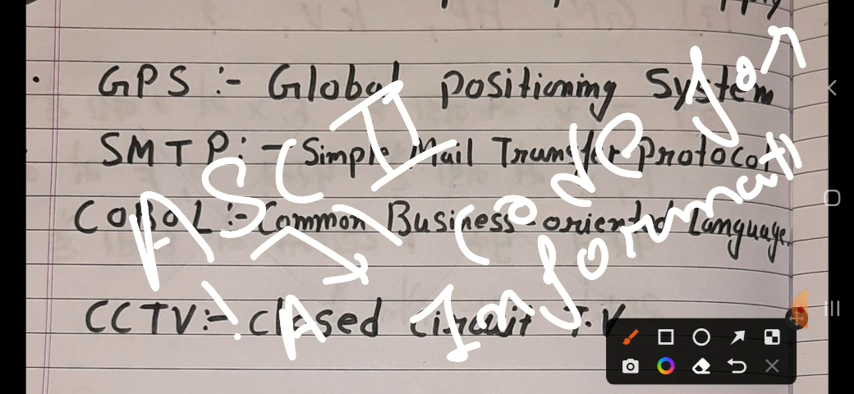 GPS :- Global positioning System
SMTP :- Simple Mail Transfer Protocol
COBOL :- Common Business-oriented Language.
CCTV :- Closed Circuit T.V
ASCII
!
A
Code for
Informati